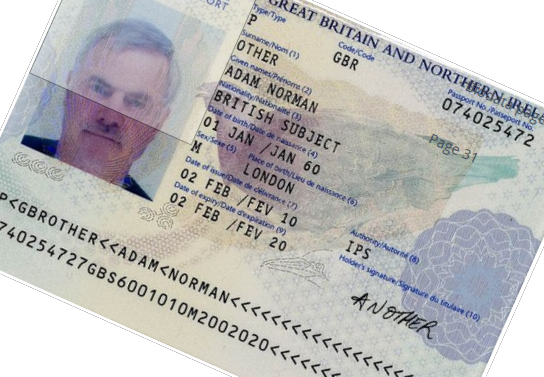 PORT
GREAT BRITAIN AND NORTHERN IREL
Type/Type
Code/Code
Passport No./Passeport No.
P
GBR
074025472
Surname/Nom (1)
OTHER
Given names/Prénoms (2)
ADAM NORMAN
Nationality/Nationalité (3)
BRITISH SUBJECT
Date of birth/Date de naissance (4)
01 JAN /JAN 60
Sex/Sexe (5)
Place of birth/Lieu de naissance (6)
M
LONDON
Date of issue/Date de délivrance (7)
02 FEB /FEV 10
Authority/Autorité (8)
IPS
Date of expiry/Date d'expiration (9)
02 FEB /FEV 20
Holder's signature/Signature du titulaire (10)
ANOTHER
Page 31
P<GBROTHER<<ADAM<NORMAN<<<<<<<<<<<<<<<
740254727GBS6001010M2002020<<<<<<